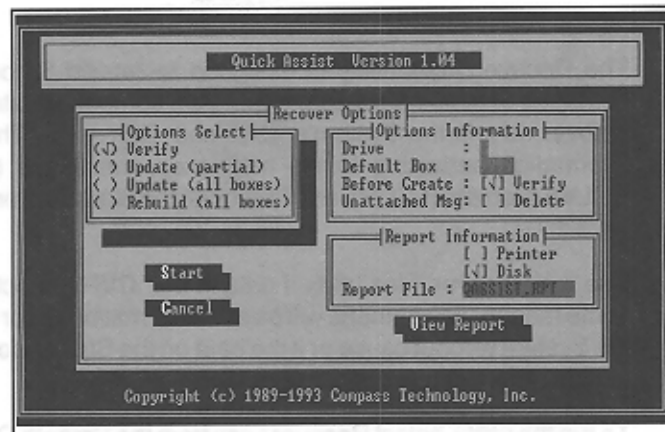 Quick Assist Version 1.04
Recover Options
Options Select
(√) Verify
( ) Update (partial)
( ) Update (all boxes)
( ) Rebuild (all boxes)
Start
Cancel
Options Information
Drive :
Default Box :
Before Create : [√] Verify
Unattached Msg: [ ] Delete
Report Information
[ ] Printer
[√] Disk
Report File : QASSIST.RPT
View Report
Copyright (c) 1989-1993 Compass Technology, Inc.